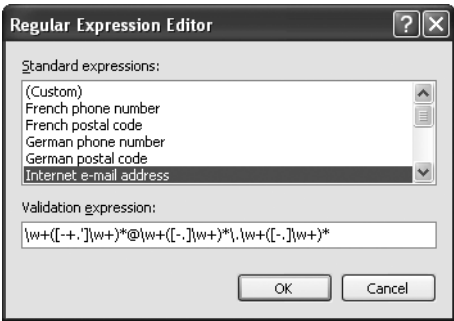 Regular Expression Editor
Standard expressions:
(Custom)
French phone number
French postal code
German phone number
German postal code
Internet e-mail address
Validation expression:
\w+([-+.']\w+)*@\w+([-.]\w+)*\.\w+([-.]\w+)*
OK Cancel